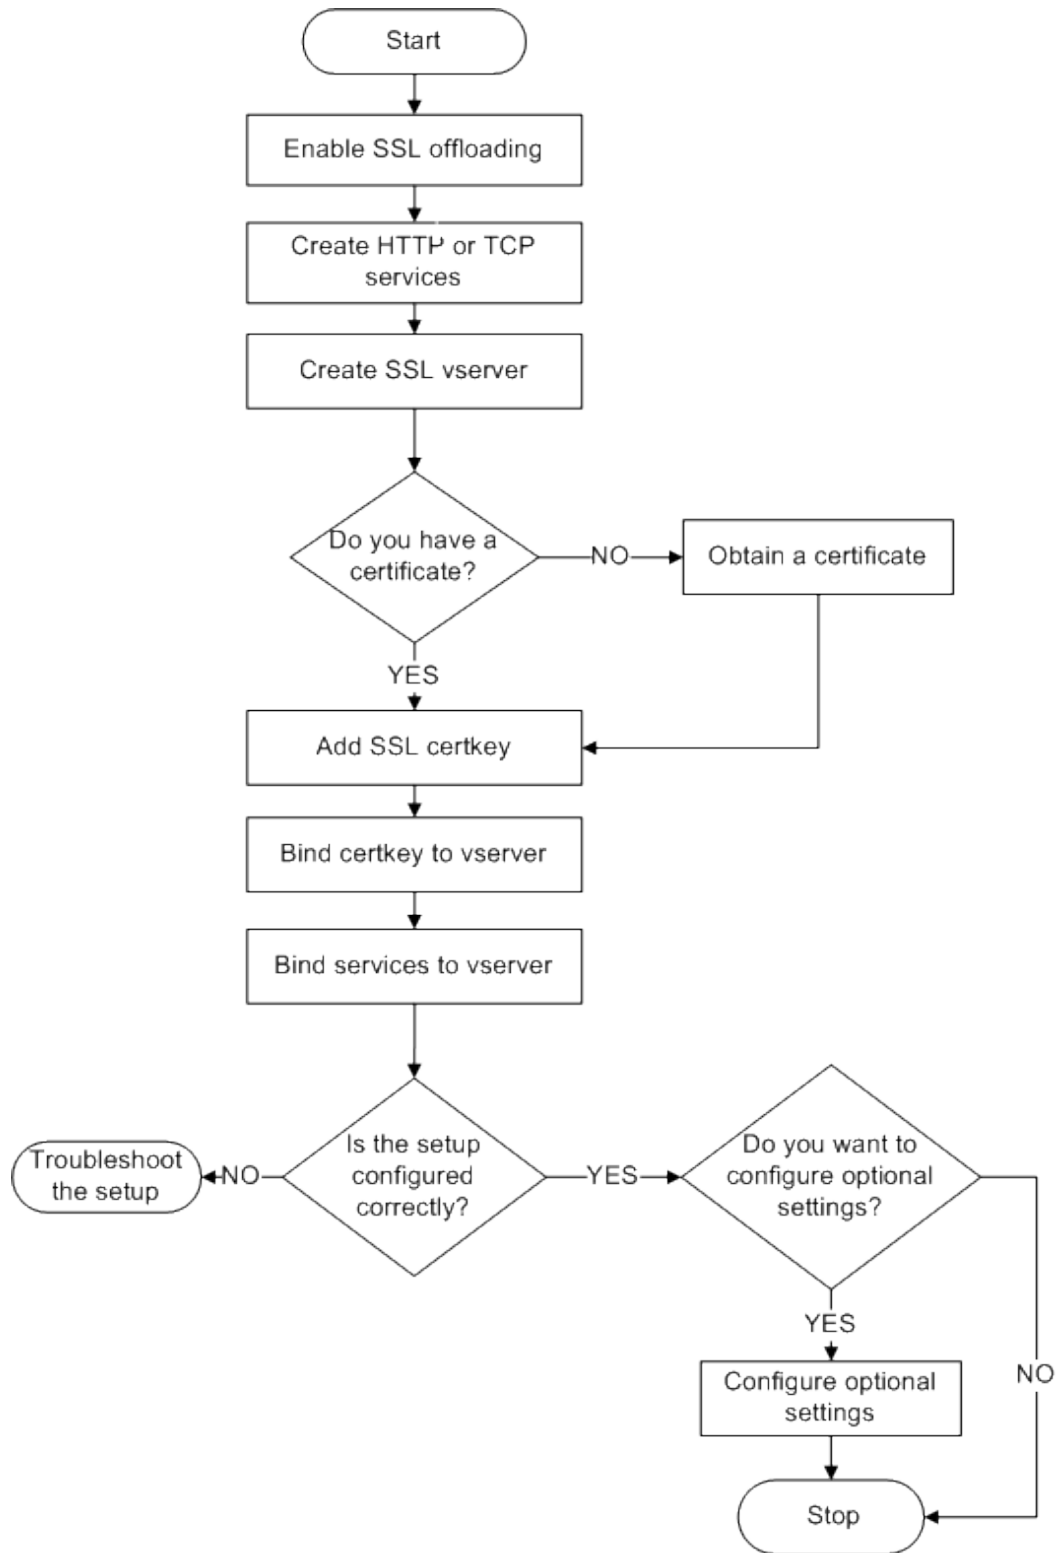 Start
Enable SSL offloading
Create HTTP or TCP
services
Create SSL vserver
Do you have a
certificate?
NO
Obtain a certificate
YES
Add SSL certkey
Bind certkey to vserver
Bind services to vserver
Troubleshoot
the setup
NO
Is the setup
configured
correctly?
YES
Do you want to
configure optional
settings?
YES
NO
Configure optional
settings
Stop